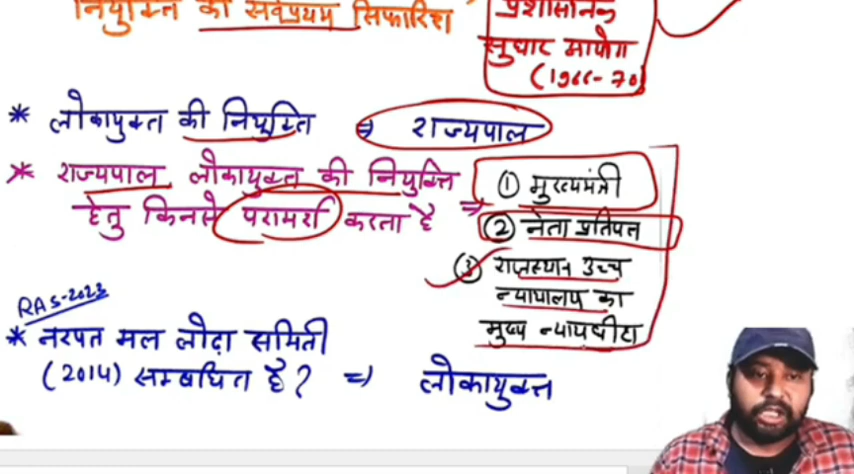 नियुक्ति की सर्वप्रथम सिफारिश
प्रशासनिक
सुधार आयोग
(1966-70)
* लोकायुक्त की नियुक्ति ⇒ राज्यपाल
* राज्यपाल लोकायुक्त की नियुक्ति
हेतु किनसे परामर्श करता है ⇒
① मुख्यमंत्री
② नेता प्रतिपक्ष
③ राजस्थान उच्च
न्यायालय का
मुख्य न्यायधीश
RAS-2023
* नरपत मल लोढ़ा समिती
(2014) सम्बंधित है? ⇒ लोकायुक्त